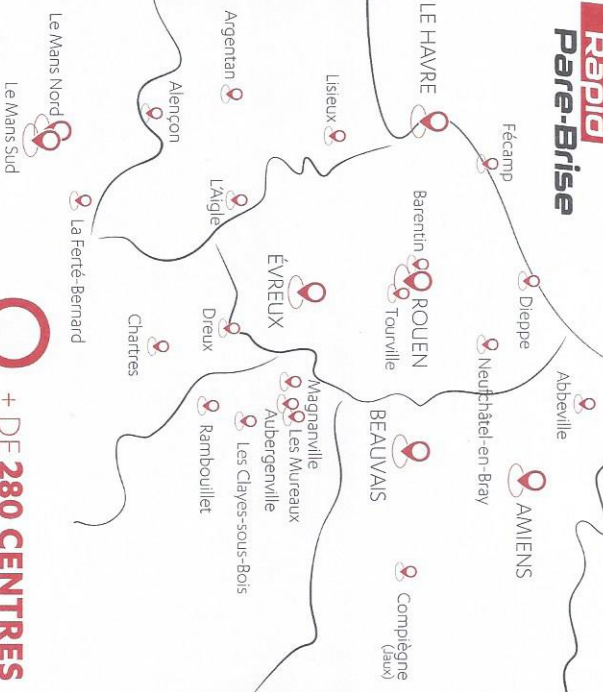 Rapid
Pare-Brise
Abbeville
AMIENS
Dieppe
Fécamp
Neufchâtel-en-Bray
LE HAVRE
Barentin
ROUEN
Tourville
BEAUVAIS
Compiègne
(Jaux)
Lisieux
ÉVREUX
Magnanville
Les Mureaux
Aubergenville
Les Clayes-sous-Bois
Argentan
L'Aigle
Dreux
Rambouillet
Alençon
Chartres
La Ferté-Bernard
Le Mans Nord
Le Mans Sud
+ DE 280 CENTRES